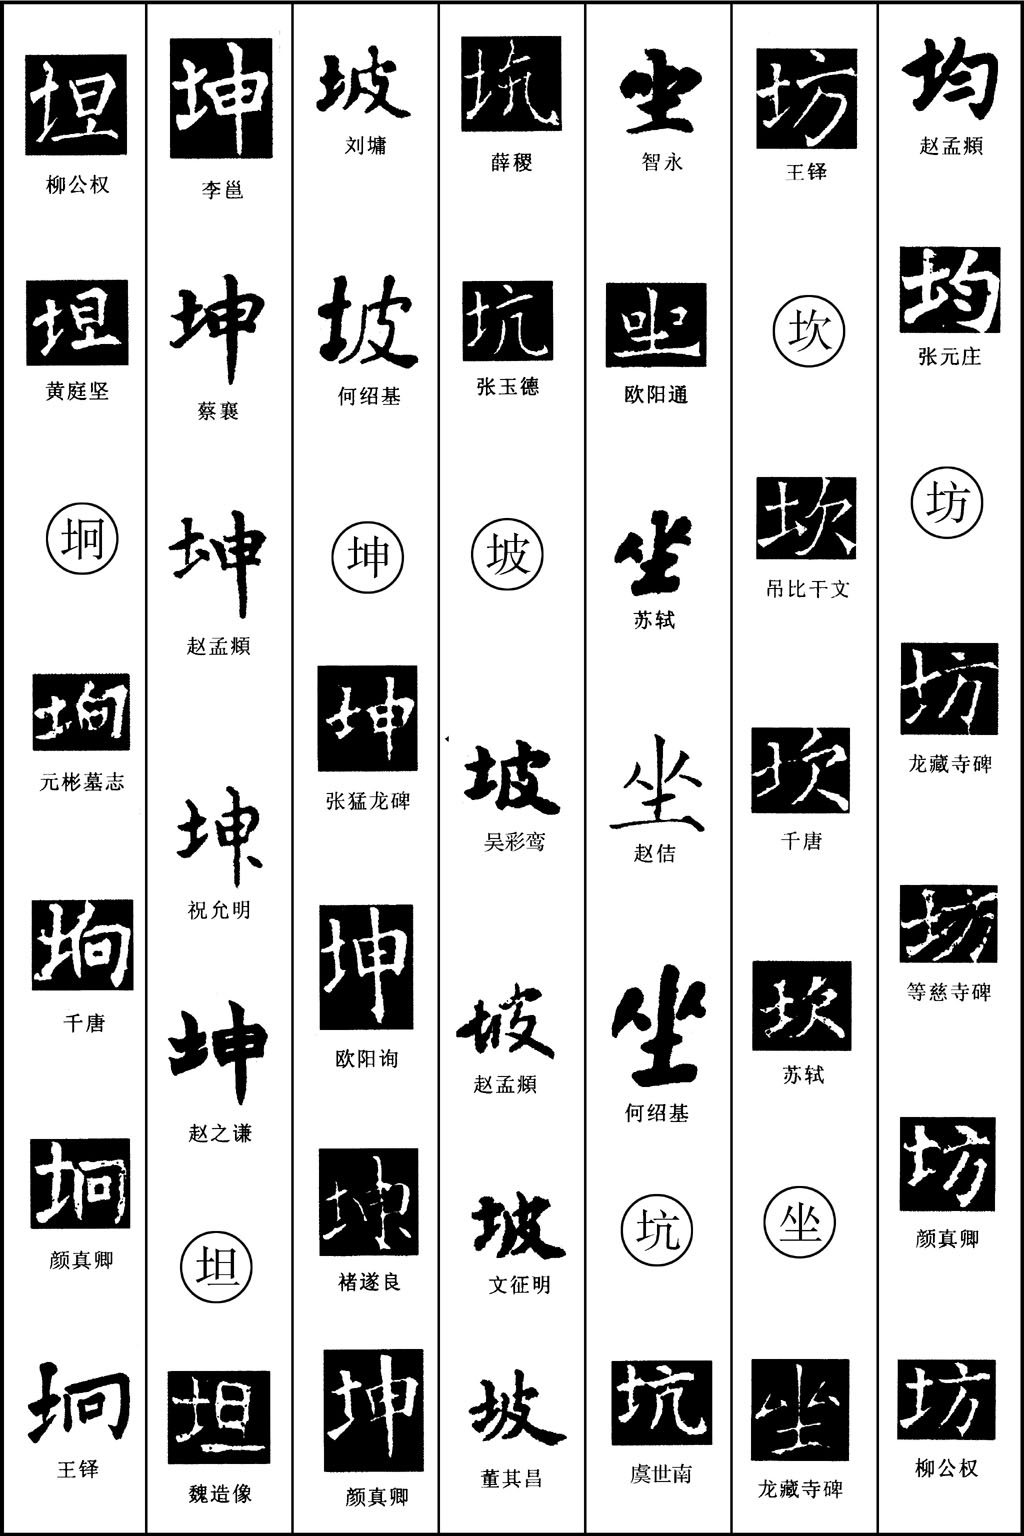 均
赵孟頫
均
张元庄
坊
坊
龙藏寺碑
坊
等慈寺碑
坊
颜真卿
坊
柳公权
坊
王铎
坎
坎
吊比干文
坎
千唐
坎
苏轼
坐
坐
龙藏寺碑
坐
智永
坐
欧阳通
坐
苏轼
坐
赵佶
坐
何绍基
坑
坑
虞世南
坑
薛稷
坑
张玉德
坡
坡
吴彩鸾
坡
赵孟頫
坡
文征明
坡
董其昌
坡
刘墉
坡
何绍基
坤
坤
张猛龙碑
坤
欧阳询
坤
褚遂良
坤
颜真卿
坤
李邕
坤
蔡襄
坤
赵孟頫
坤
祝允明
坤
赵之谦
坦
坦
魏造像
坦
柳公权
坦
黄庭坚
坰
坰
元彬墓志
坰
千唐
坰
颜真卿
坰
王铎